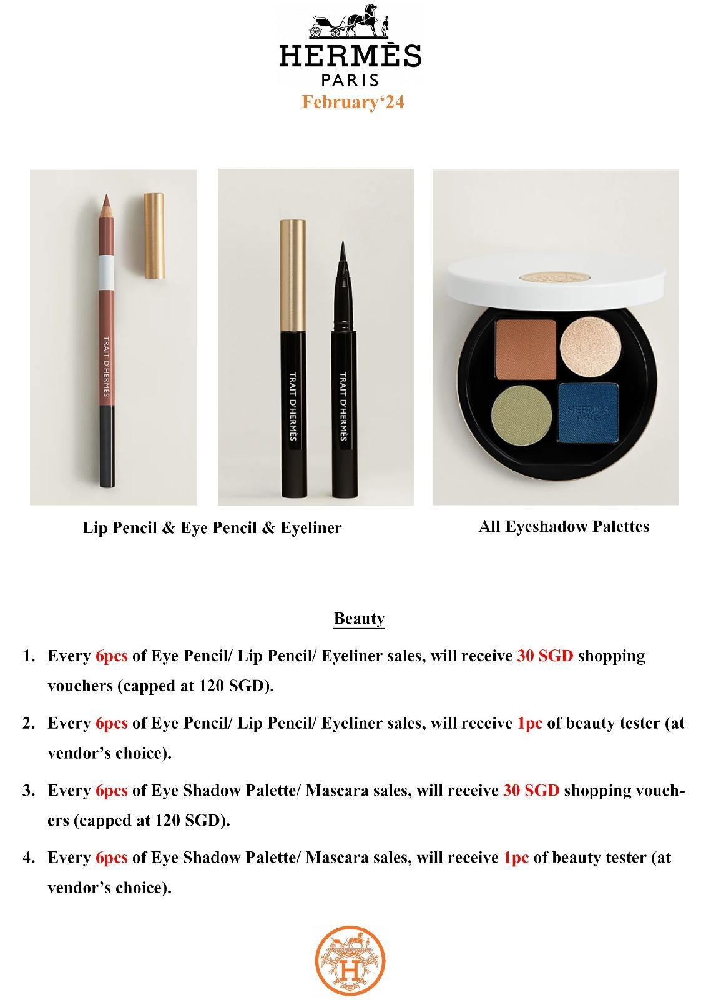 HERMÈS
PARIS
February‘24
TRAIT D'HERMÈS
TRAIT D'HERMÈS
TRAIT D'HERMÈS
HERMÈS
PARIS
Lip Pencil & Eye Pencil & Eyeliner
All Eyeshadow Palettes
Beauty
1. Every 6pcs of Eye Pencil/ Lip Pencil/ Eyeliner sales, will receive 30 SGD shopping
vouchers (capped at 120 SGD).
2. Every 6pcs of Eye Pencil/ Lip Pencil/ Eyeliner sales, will receive 1pc of beauty tester (at
vendor’s choice).
3. Every 6pcs of Eye Shadow Palette/ Mascara sales, will receive 30 SGD shopping vouch-
ers (capped at 120 SGD).
4. Every 6pcs of Eye Shadow Palette/ Mascara sales, will receive 1pc of beauty tester (at
vendor’s choice).
H